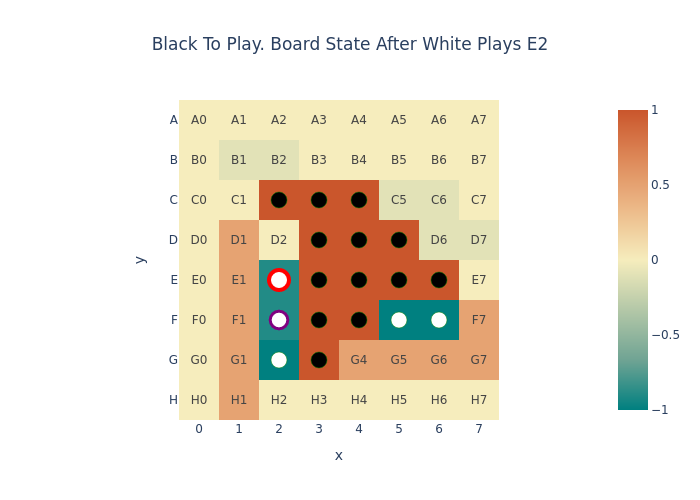 Black To Play. Board State After White Plays E2
A A0 A1 A2 A3 A4 A5 A6 A7
B B0 B1 B2 B3 B4 B5 B6 B7
C C0 C1 C5 C6 C7
D D0 D1 D2 D6 D7
E E0 E1 E7
F F0 F1 F7
G G0 G1 G4 G5 G6 G7
H H0 H1 H2 H3 H4 H5 H6 H7
0 1 2 3 4 5 6 7
x
y
1
0.5
0
−0.5
−1